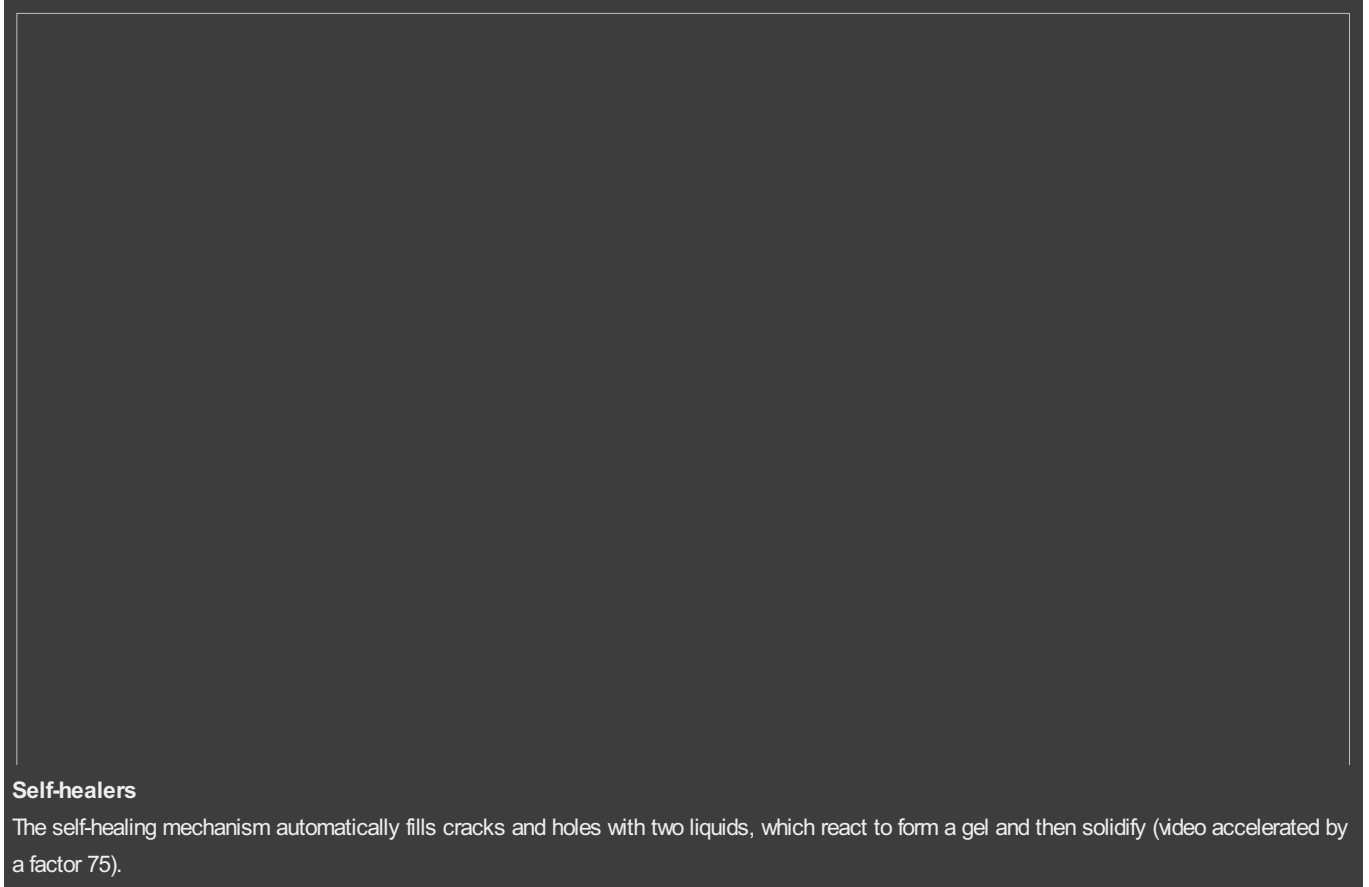 Self-healers
The self-healing mechanism automatically fills cracks and holes with two liquids, which react to form a gel and then solidify (video accelerated by
a factor 75).